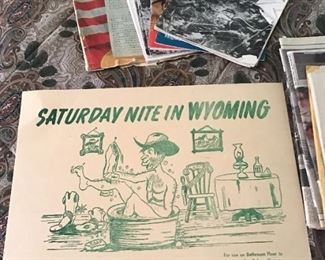 SATURDAY NITE IN WYOMING
For use on Bathroom Floor to